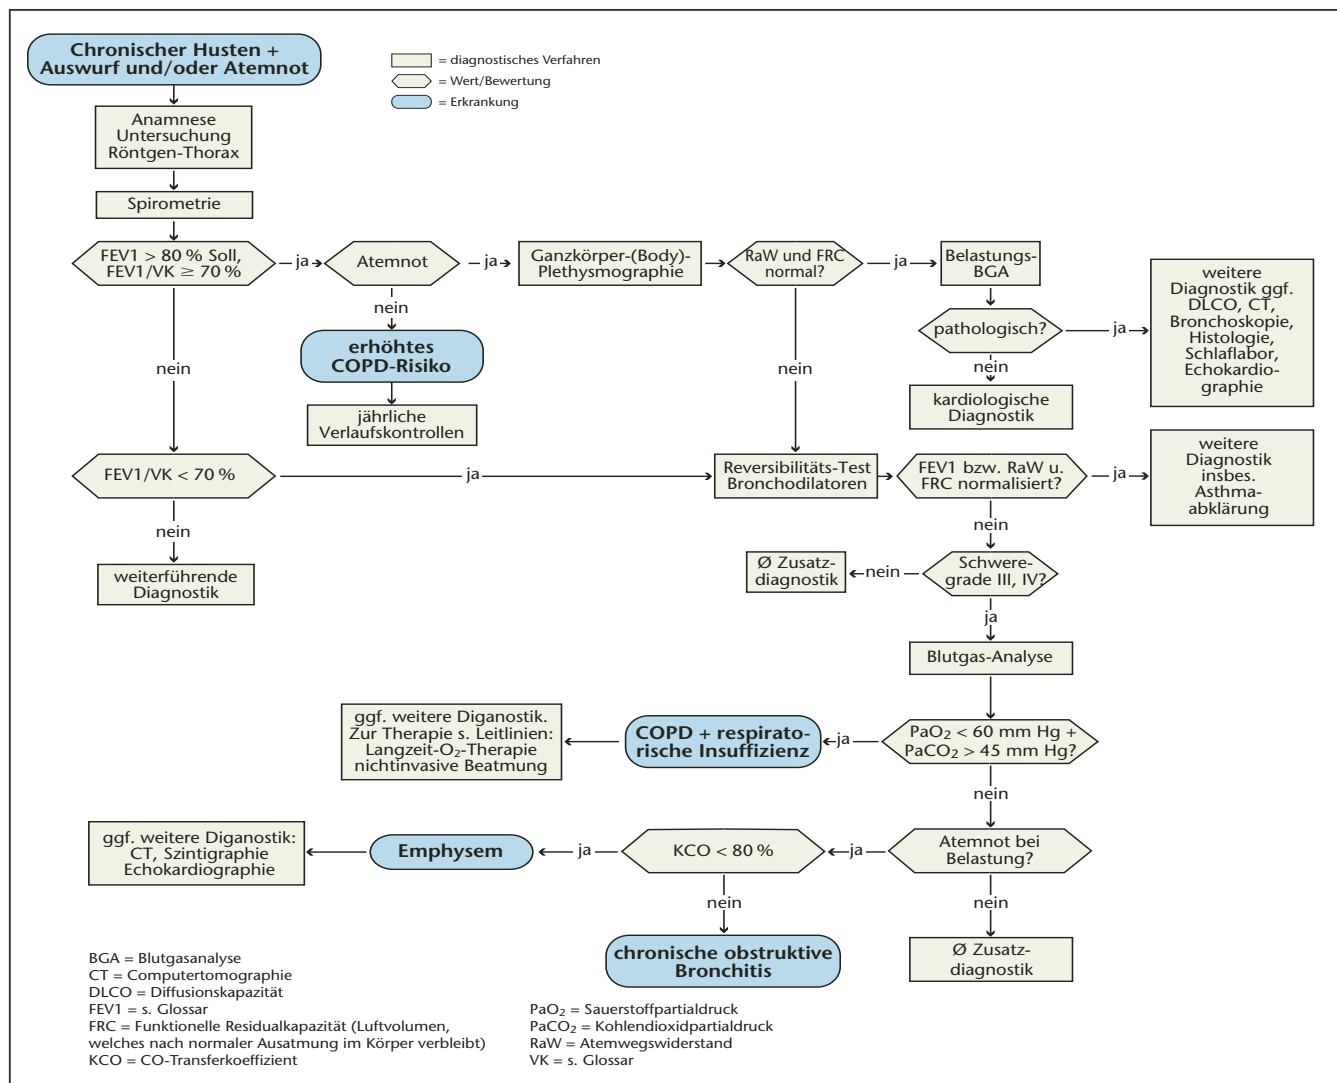 Chronischer Husten +
Auswurf und/oder Atemnot
= diagnostisches Verfahren
= Wert/Bewertung
= Erkrankung
Anamnese
Untersuchung
Röntgen-Thorax
Spirometrie
FEV1 > 80 % Soll,
FEV1/VK ≥ 70 %
ja
Atemnot
ja
Ganzkörper-(Body)-
Plethysmographie
RaW und FRC
normal?
ja
Belastungs-
BGA
weitere
Diagnostik ggf.
DLCO, CT,
Bronchoskopie,
Histologie,
Schlaflabor,
Echokardio-
graphie
nein
pathologisch?
ja
erhöhtes
COPD-Risiko
nein
nein
nein
kardiologische
Diagnostik
jährliche
Verlaufskontrollen
FEV1/VK < 70 %
ja
Reversibilitäts-Test
Bronchodilatoren
FEV1 bzw. RaW u.
FRC normalisiert?
ja
weitere
Diagnostik
insbes.
Asthma-
abklärung
nein
nein
weiterführende
Diagnostik
Ø Zusatz-
diagnostik
nein
Schwere-
grade III, IV?
ja
Blutgas-Analyse
ggf. weitere Diganostik.
Zur Therapie s. Leitlinien:
Langzeit-O₂-Therapie
nichtinvasive Beatmung
COPD + respirato-
rische Insuffizienz
ja
PaO₂ < 60 mm Hg +
PaCO₂ > 45 mm Hg?
nein
ggf. weitere Diganostik:
CT, Szintigraphie
Echokardiographie
Emphysem
ja
KCO < 80 %
ja
Atemnot bei
Belastung?
nein
nein
chronische obstruktive
Bronchitis
Ø Zusatz-
diagnostik
BGA = Blutgasanalyse
CT = Computertomographie
DLCO = Diffusionskapazität
FEV1 = s. Glossar
FRC = Funktionelle Residualkapazität (Luftvolumen,
welches nach normaler Ausatmung im Körper verbleibt)
KCO = CO-Transferkoeffizient
PaO₂ = Sauerstoffpartialdruck
PaCO₂ = Kohlendioxidpartialdruck
RaW = Atemwegswiderstand
VK = s. Glossar